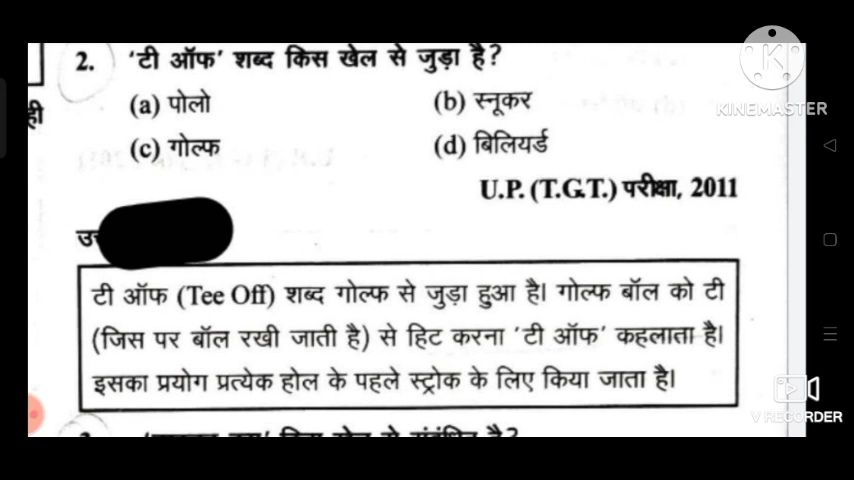 2. 'टी ऑफ' शब्द किस खेल से जुड़ा है?
(a) पोलो (b) स्नूकर
(c) गोल्फ (d) बिलियर्ड
U.P. (T.G.T.) परीक्षा, 2011
टी ऑफ (Tee Off) शब्द गोल्फ से जुड़ा हुआ है। गोल्फ बॉल को टी
(जिस पर बॉल रखी जाती है) से हिट करना 'टी ऑफ' कहलाता है।
इसका प्रयोग प्रत्येक होल के पहले स्ट्रोक के लिए किया जाता है।
KINEMASTER
V RECORDER